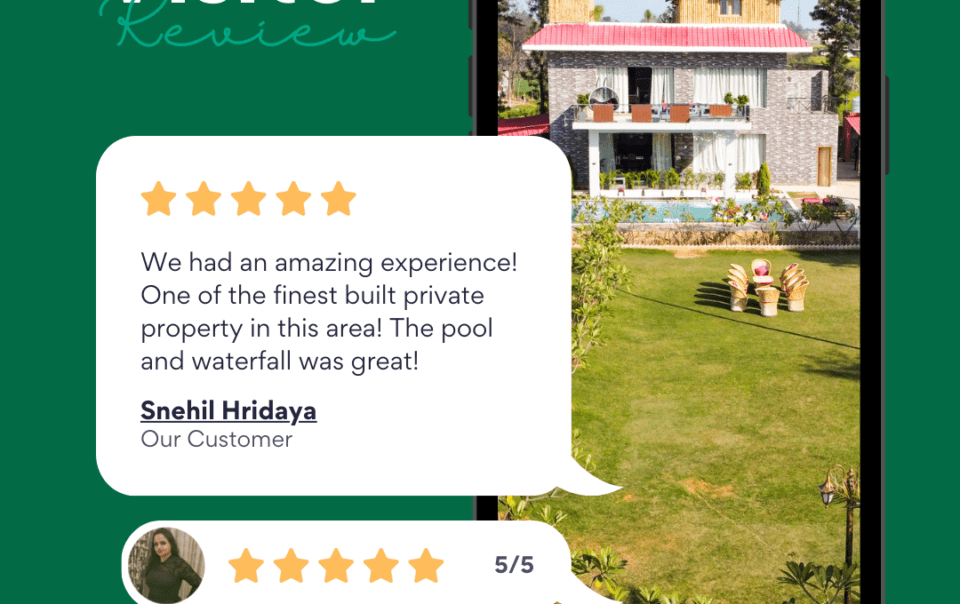 Review
We had an amazing experience!
One of the finest built private
property in this area! The pool
and waterfall was great!
Snehil Hridaya
Our Customer
5/5